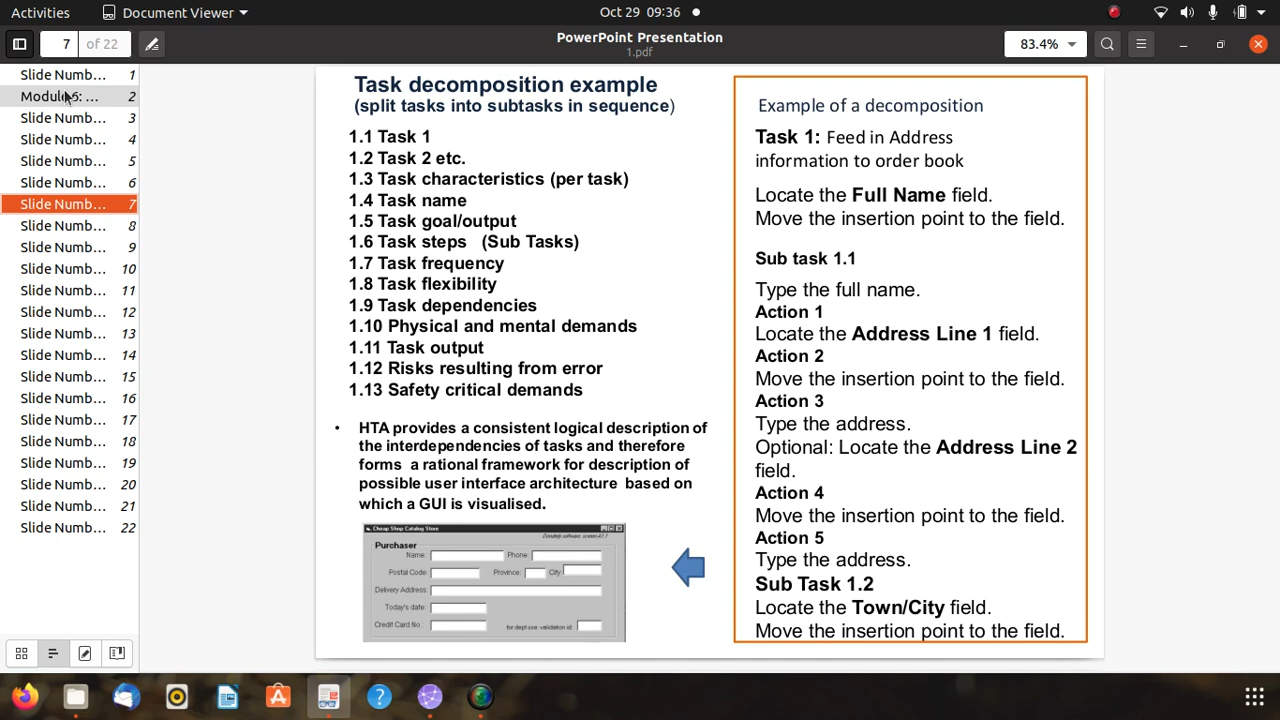 Activities
Document Viewer
Oct 29 09:36
7
of 22
PowerPoint Presentation
1.pdf
83.4%
Slide Numb... 1
Module 5: ... 2
Slide Numb... 3
Slide Numb... 4
Slide Numb... 5
Slide Numb... 6
Slide Numb... 7
Slide Numb... 8
Slide Numb... 9
Slide Numb... 10
Slide Numb... 11
Slide Numb... 12
Slide Numb... 13
Slide Numb... 14
Slide Numb... 15
Slide Numb... 16
Slide Numb... 17
Slide Numb... 18
Slide Numb... 19
Slide Numb... 20
Slide Numb... 21
Slide Numb... 22
Task decomposition example
(split tasks into subtasks in sequence)
1.1 Task 1
1.2 Task 2 etc.
1.3 Task characteristics (per task)
1.4 Task name
1.5 Task goal/output
1.6 Task steps (Sub Tasks)
1.7 Task frequency
1.8 Task flexibility
1.9 Task dependencies
1.10 Physical and mental demands
1.11 Task output
1.12 Risks resulting from error
1.13 Safety critical demands
• HTA provides a consistent logical description of
the interdependencies of tasks and therefore
forms a rational framework for description of
possible user interface architecture based on
which a GUI is visualised.
Cheap Shop Catalog Store
Purchaser
Name:
Phone:
Postal Code:
Province:
City:
Delivery Address:
Today's date:
Credit Card No.:
for dept use: validation id:
Example of a decomposition
Task 1: Feed in Address
information to order book
Locate the Full Name field.
Move the insertion point to the field.
Sub task 1.1
Type the full name.
Action 1
Locate the Address Line 1 field.
Action 2
Move the insertion point to the field.
Action 3
Type the address.
Optional: Locate the Address Line 2
field.
Action 4
Move the insertion point to the field.
Action 5
Type the address.
Sub Task 1.2
Locate the Town/City field.
Move the insertion point to the field.